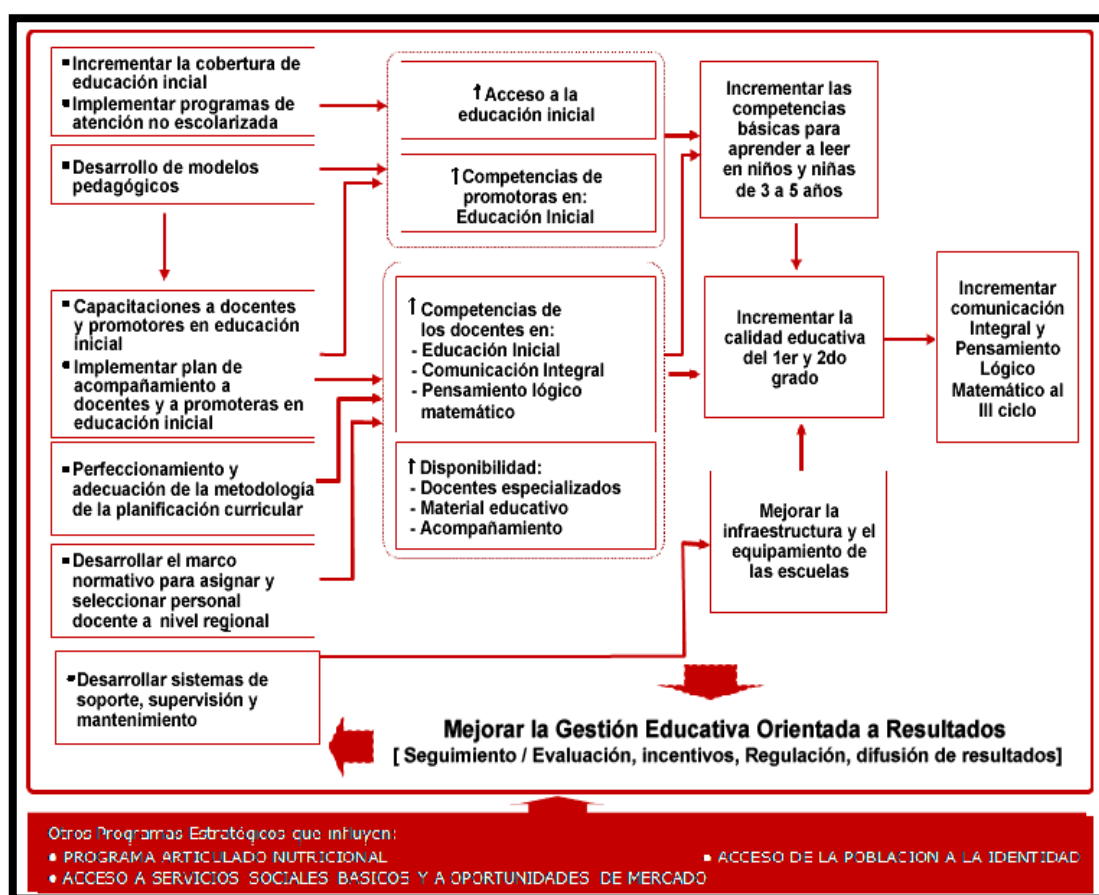 ▪ Incrementar la cobertura de
educación incial
▪ Implementar programas de
atención no escolarizada
▪ Desarrollo de modelos
pedagógicos
▪ Capacitaciones a docentes
y promotores en educación
inicial
▪ Implementar plan de
acompañamiento a
docentes y a promoteras en
educación inicial
▪ Perfeccionamiento y
adecuación de la metodología
de la planificación curricular
▪ Desarrollar el marco
normativo para asignar y
seleccionar personal
docente a nivel regional
▪ Desarrollar sistemas de
soporte, supervisión y
mantenimiento
↑ Acceso a la
educación inicial
↑ Competencias de
promotoras en:
Educación Inicial
↑ Competencias de
los docentes en:
- Educación Inicial
- Comunicación Integral
- Pensamiento lógico
matemático
↑ Disponibilidad:
- Docentes especializados
- Material educativo
- Acompañamiento
Incrementar las
competencias
básicas para
aprender a leer
en niños y niñas
de 3 a 5 años
Incrementar la
calidad educativa
del 1er y 2do
grado
Mejorar la
infraestructura y el
equipamiento de
las escuelas
Incrementar
comunicación
Integral y
Pensamiento
Lógico
Matemático al
III ciclo
Mejorar la Gestión Educativa Orientada a Resultados
[ Seguimiento / Evaluación, incentivos, Regulación, difusión de resultados]
Otros Programas Estratégicos que influyen:
• PROGRAMA ARTICULADO NUTRICIONAL
• ACCESO DE LA POBLACION A LA IDENTIDAD
• ACCESO A SERVICIOS SOCIALES BASICOS Y A OPORTUNIDADES DE MERCADO